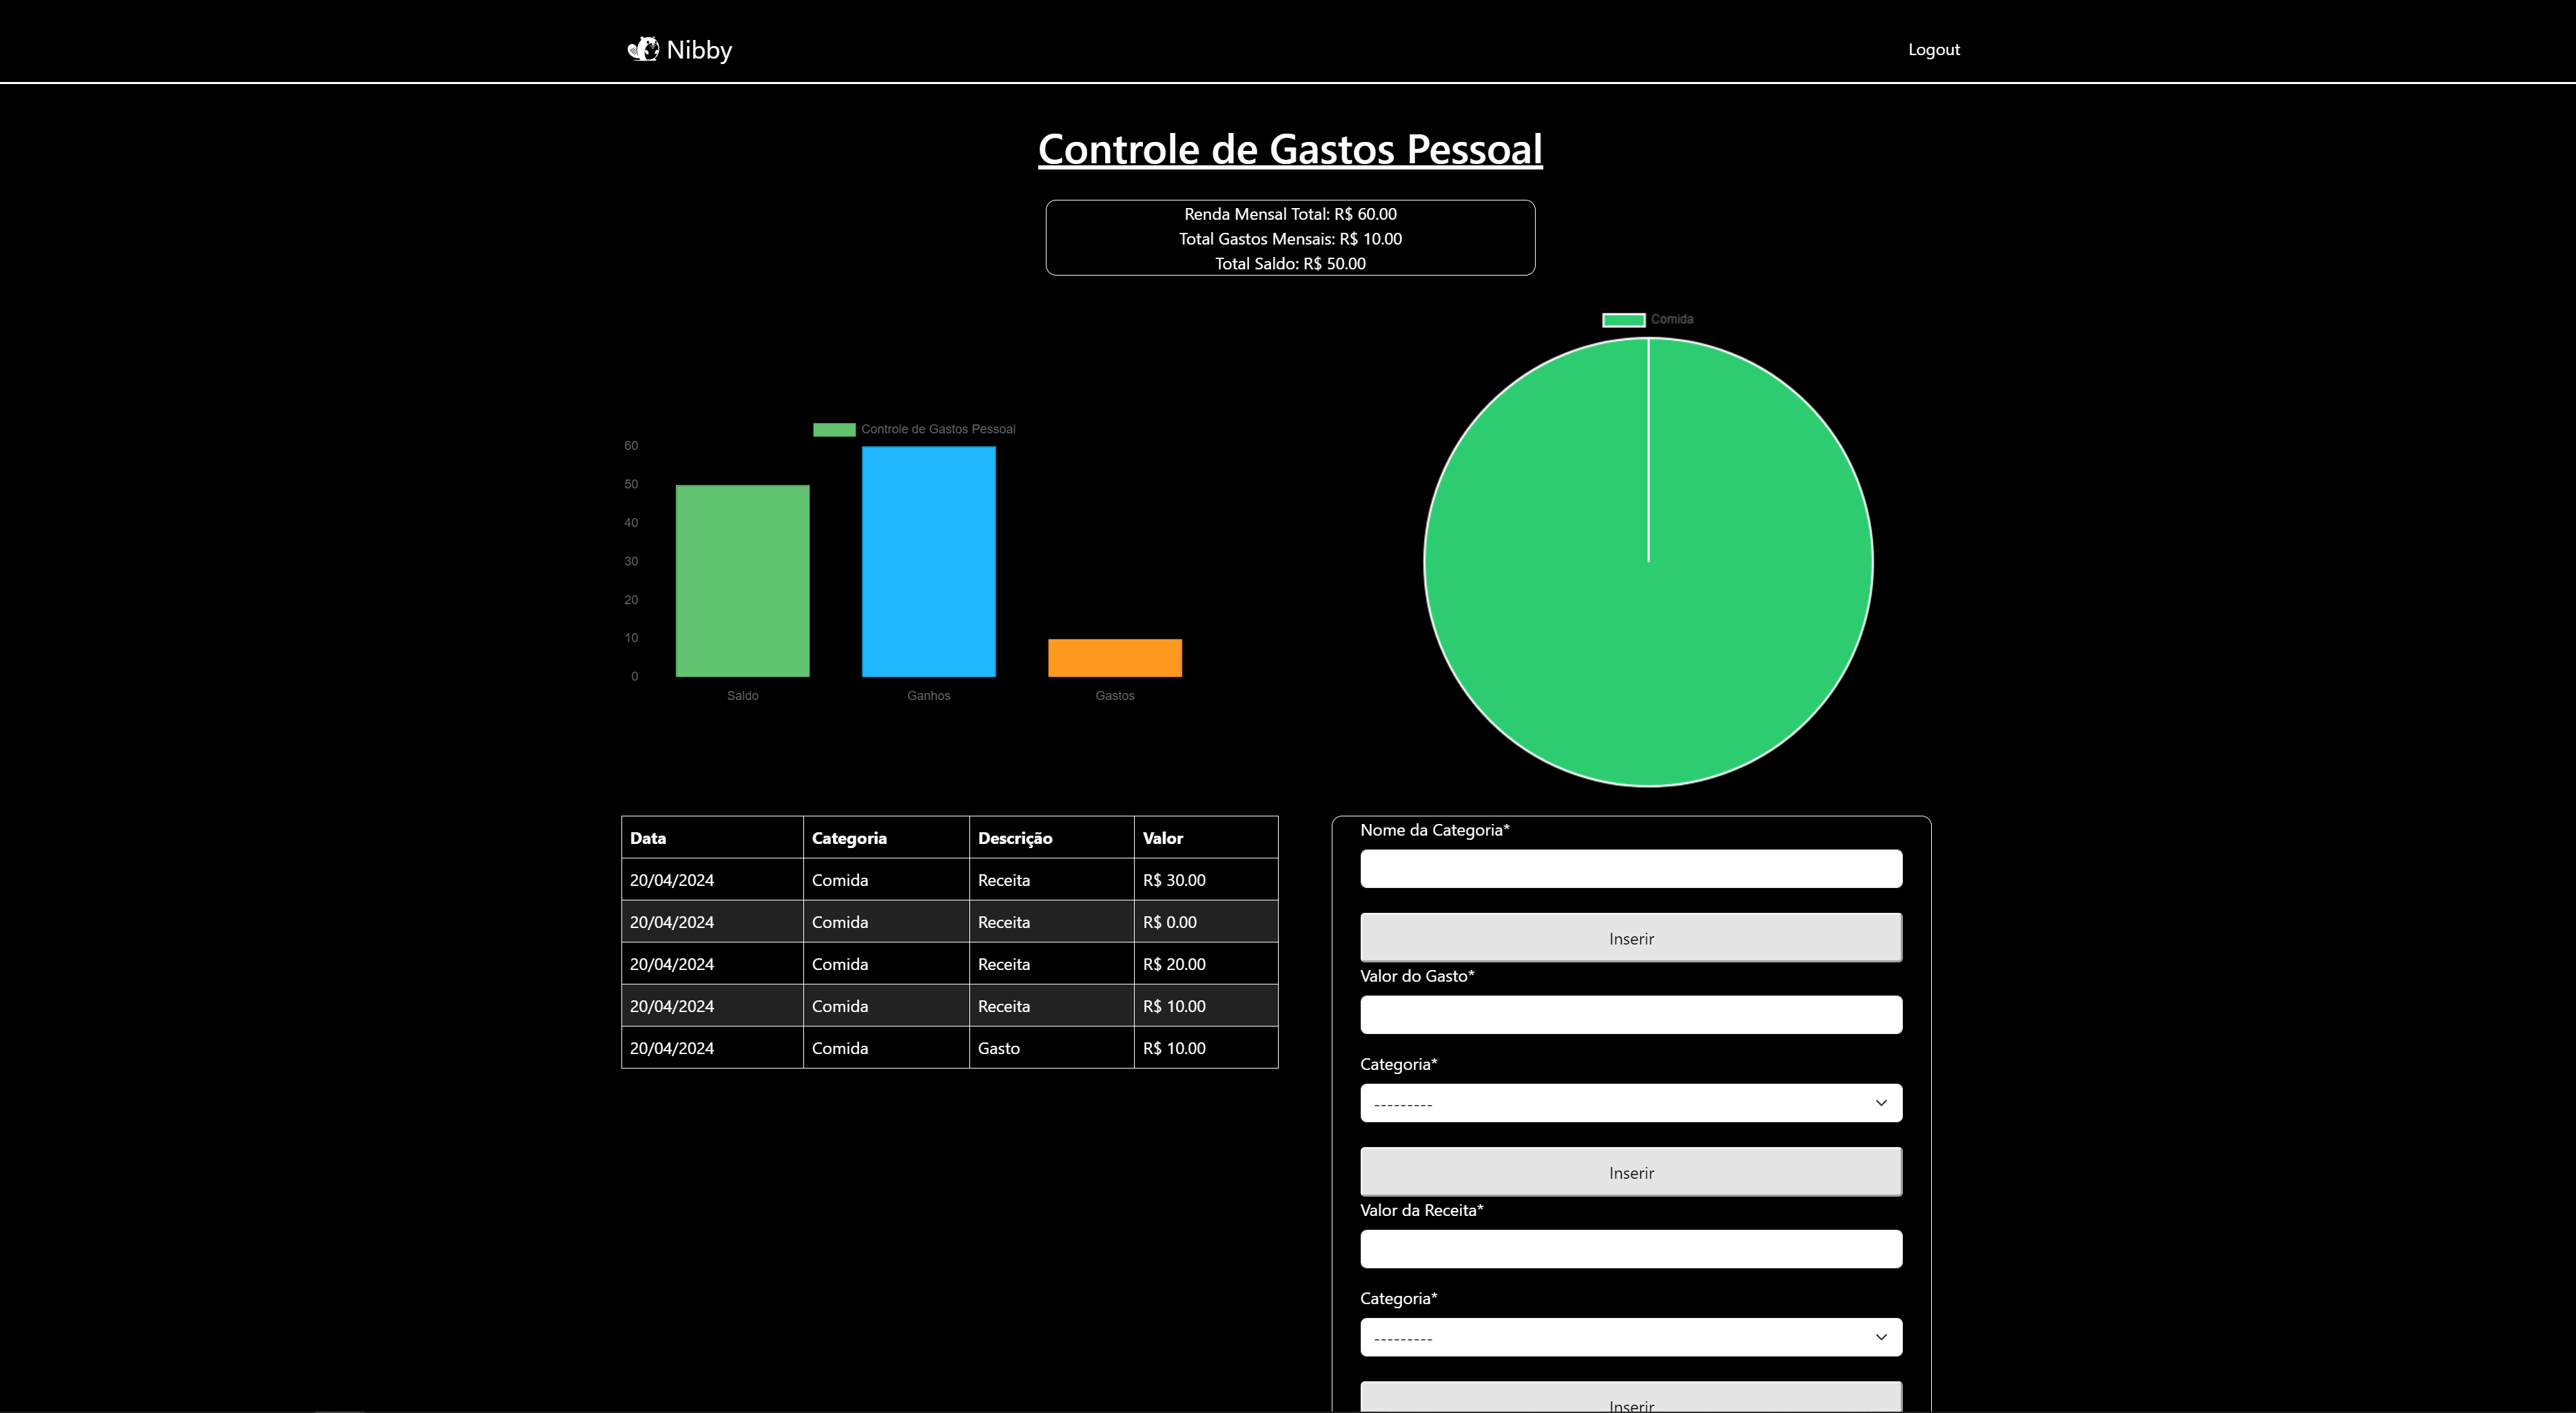 Nibby
Logout
Controle de Gastos Pessoal
Renda Mensal Total: R$ 60.00
Total Gastos Mensais: R$ 10.00
Total Saldo: R$ 50.00
Comida
Controle de Gastos Pessoal
60
50
40
30
20
10
0
Saldo Ganhos Gastos
Data Categoria Descrição Valor
20/04/2024 Comida Receita R$ 30.00
20/04/2024 Comida Receita R$ 0.00
20/04/2024 Comida Receita R$ 20.00
20/04/2024 Comida Receita R$ 10.00
20/04/2024 Comida Gasto R$ 10.00
Nome da Categoria*
Inserir
Valor do Gasto*
Categoria*
---------
Inserir
Valor da Receita*
Categoria*
---------
Inserir